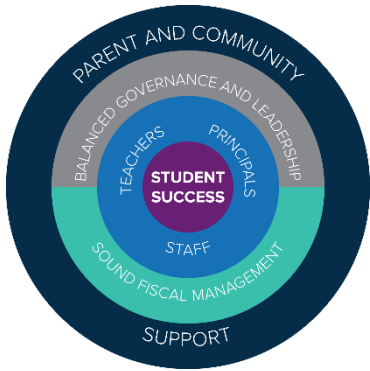 PARENT AND COMMUNITY
BALANCED GOVERNANCE AND LEADERSHIP
TEACHERS
PRINCIPALS
STUDENT
SUCCESS
STAFF
SOUND FISCAL MANAGEMENT
SUPPORT